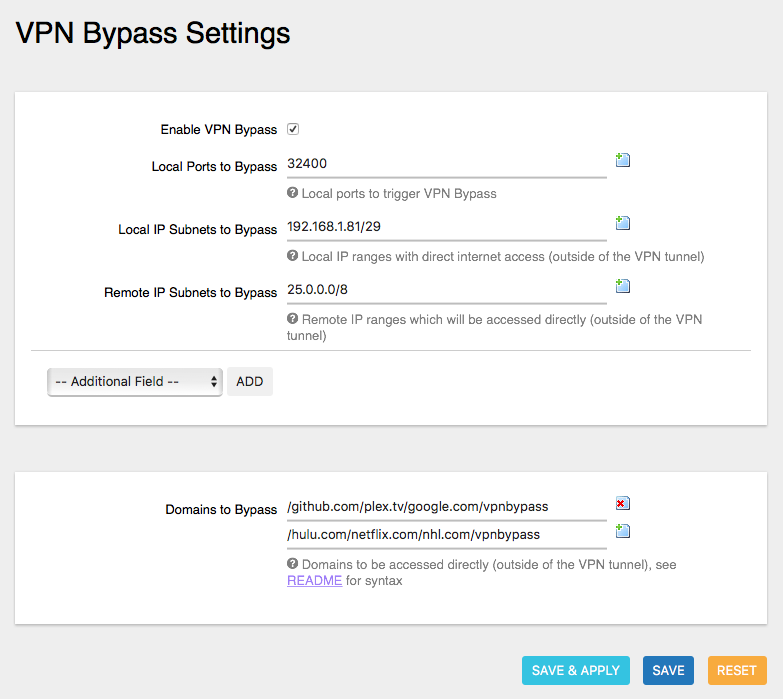 VPN Bypass Settings
Enable VPN Bypass
Local Ports to Bypass 32400
Local ports to trigger VPN Bypass
Local IP Subnets to Bypass 192.168.1.81/29
Local IP ranges with direct internet access (outside of the VPN tunnel)
Remote IP Subnets to Bypass 25.0.0.0/8
Remote IP ranges which will be accessed directly (outside of the VPN
tunnel)
-- Additional Field -- ADD
Domains to Bypass /github.com/plex.tv/google.com/vpnbypass
/hulu.com/netflix.com/nhl.com/vpnbypass
Domains to be accessed directly (outside of the VPN tunnel), see
README for syntax
SAVE & APPLY SAVE RESET